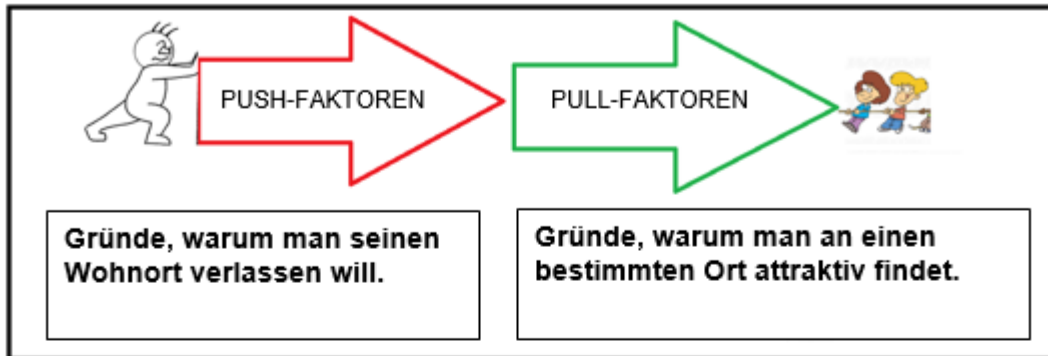 PUSH-FAKTOREN
PULL-FAKTOREN
Gründe, warum man seinen
Wohnort verlassen will.
Gründe, warum man an einen
bestimmten Ort attraktiv findet.